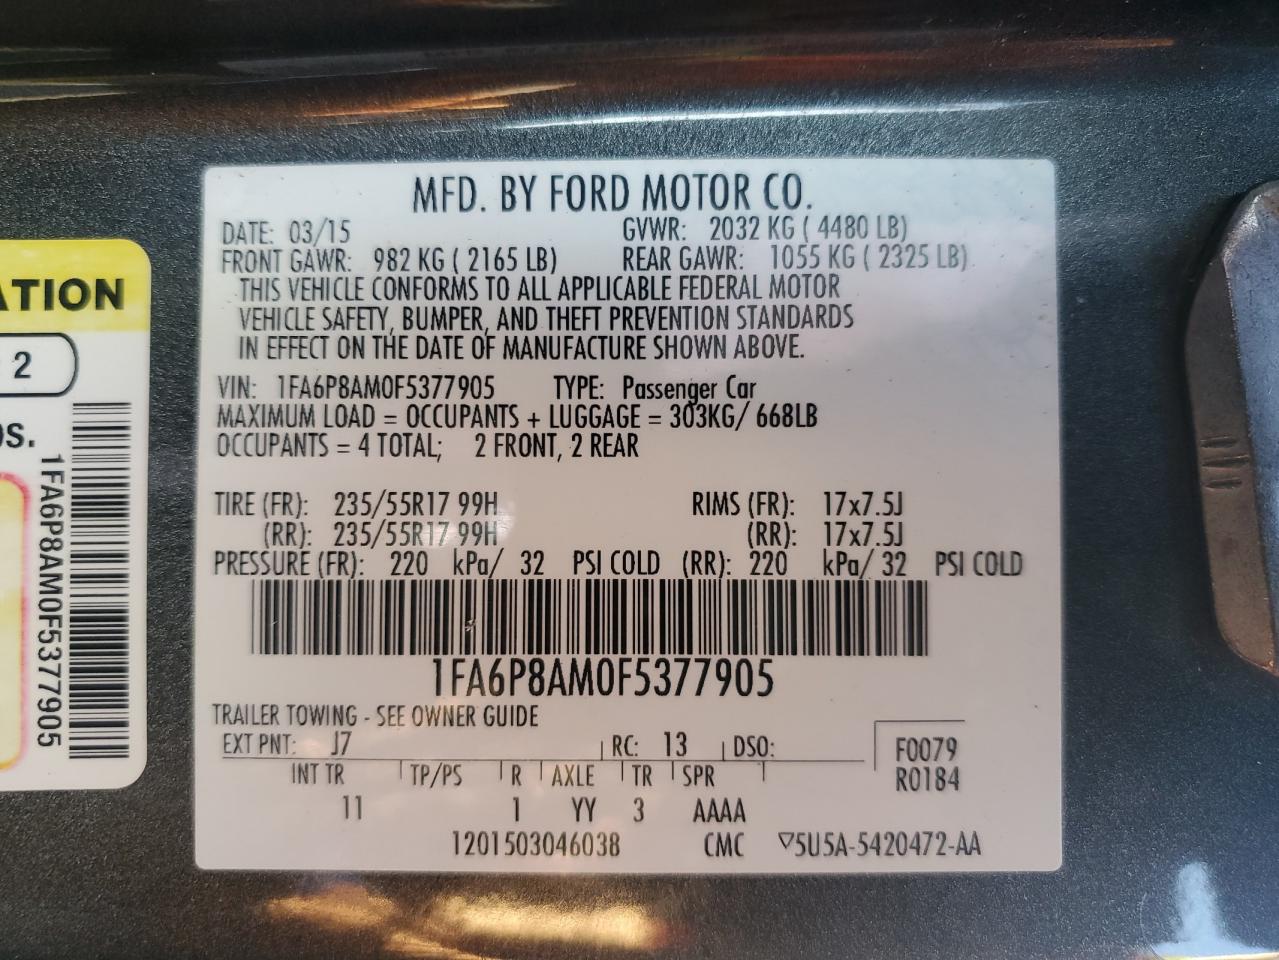 MFD. BY FORD MOTOR CO.
DATE: 03/15 GVWR: 2032 KG ( 4480 LB)
FRONT GAWR: 982 KG ( 2165 LB) REAR GAWR: 1055 KG ( 2325 LB)
THIS VEHICLE CONFORMS TO ALL APPLICABLE FEDERAL MOTOR
VEHICLE SAFETY, BUMPER, AND THEFT PREVENTION STANDARDS
IN EFFECT ON THE DATE OF MANUFACTURE SHOWN ABOVE.
VIN: 1FA6P8AM0F5377905 TYPE: Passenger Car
MAXIMUM LOAD = OCCUPANTS + LUGGAGE = 303KG/ 668LB
OCCUPANTS = 4 TOTAL; 2 FRONT, 2 REAR
TIRE (FR): 235/55R17 99H RIMS (FR): 17x7.5J
(RR): 235/55R17 99H (RR): 17x7.5J
PRESSURE (FR): 220 kPa/ 32 PSI COLD (RR): 220 kPa/ 32 PSI COLD
1FA6P8AM0F5377905
TRAILER TOWING - SEE OWNER GUIDE
EXT PNT: J7 RC: 13 DSO: F0079
INT TR TP/PS R AXLE TR SPR R0184
11 1 YY 3 AAAA
1201503046038 CMC ▽5U5A-5420472-AA
ATION
2
OS.
1FA6P8AM0F5377905